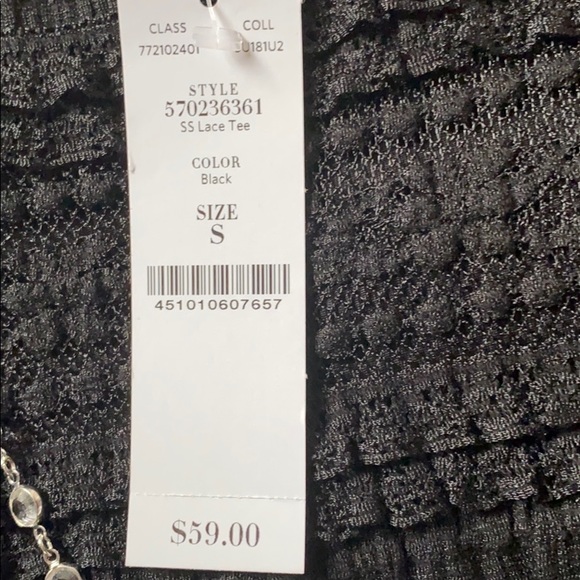 CLASS COLL
772102401
STYLE
570236361
SS Lace Tee
COLOR
Black
SIZE
S
451010607657
$59.00